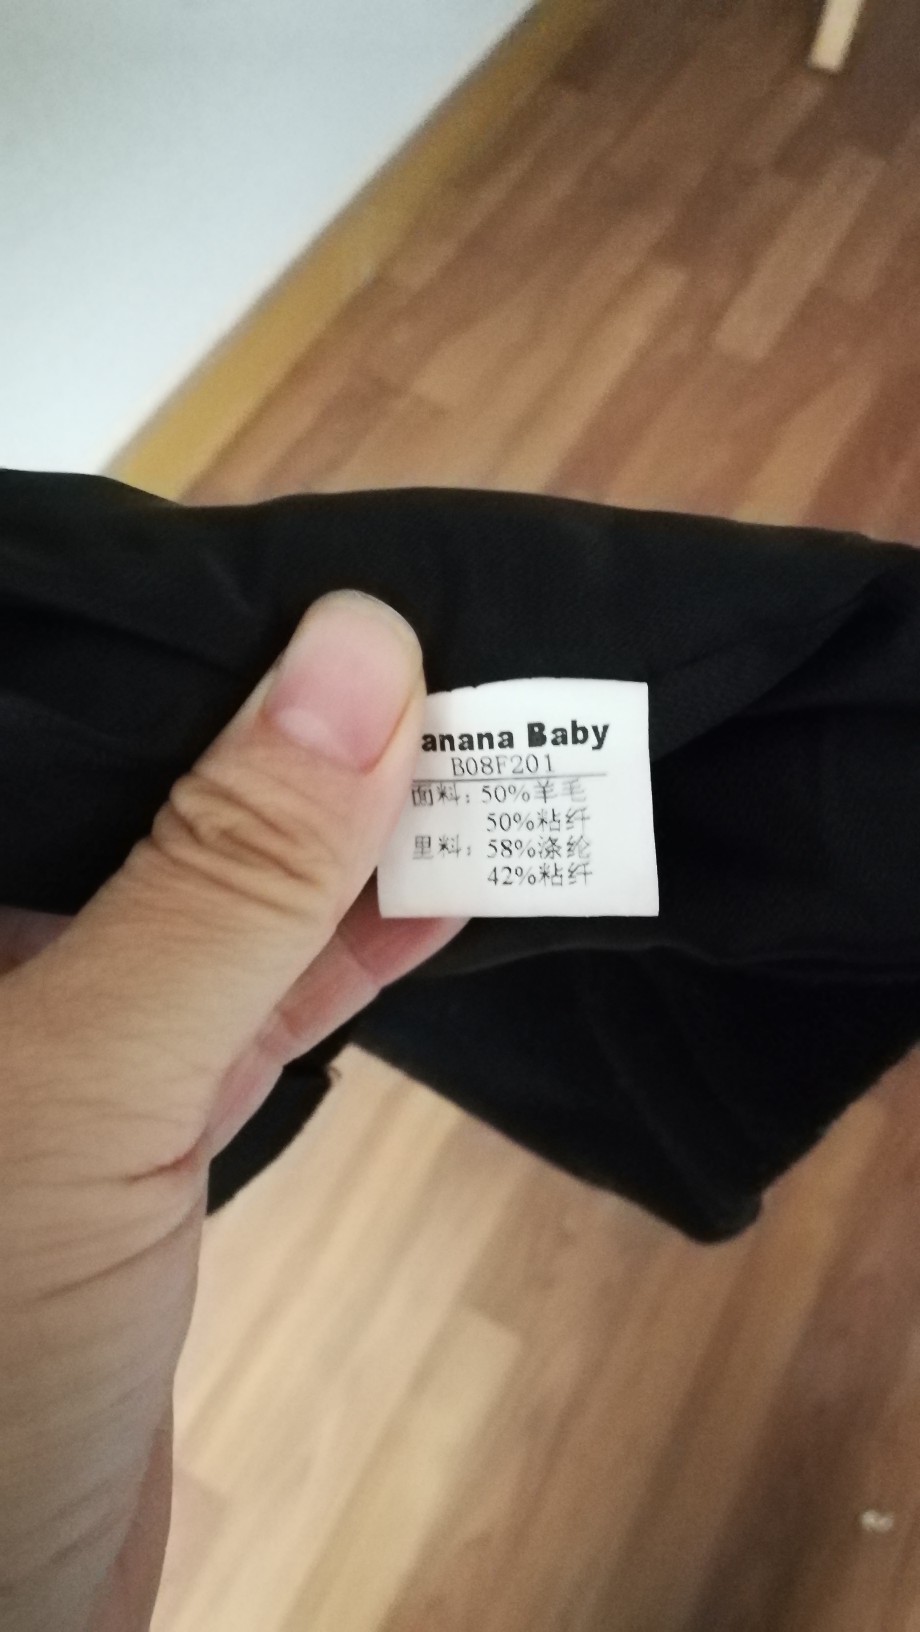 anana Baby
B08F201
面料: 50%羊毛
50%粘纤
里料: 58%涤纶
42%粘纤